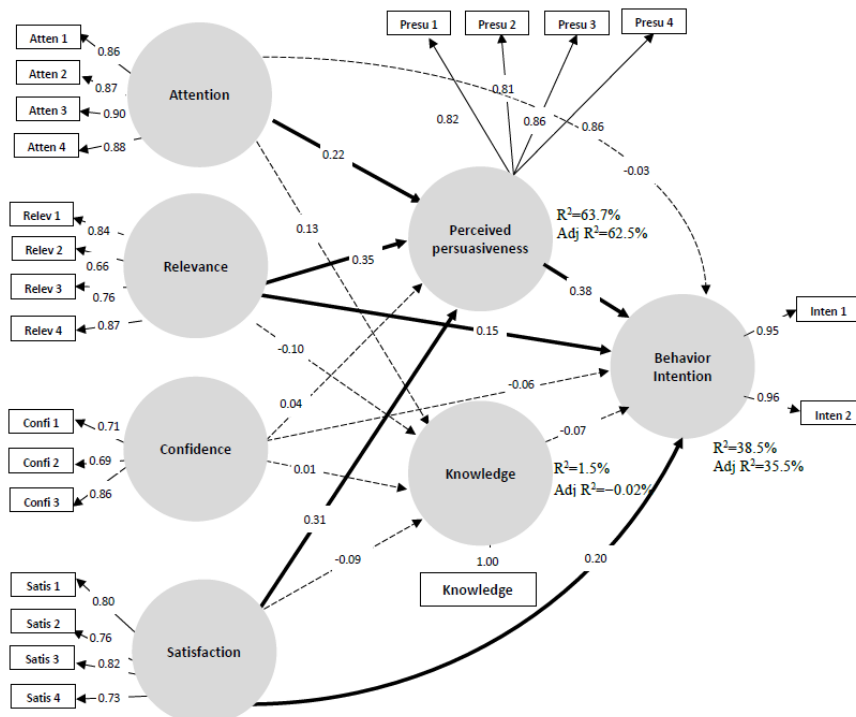 Presu 1
Presu 2
Presu 3
Presu 4
Atten 1
Atten 2
Atten 3
Atten 4
0.86
0.87
0.90
0.88
Attention
0.82
0.81
0.86
0.86
0.22
-0.03
0.13
Relev 1
Relev 2
Relev 3
Relev 4
0.84
0.66
0.76
0.87
Relevance
0.35
Perceived
persuasiveness
R²=63.7%
Adj R²=62.5%
0.38
0.15
-0.10
Inten 1
Inten 2
0.95
0.96
Behavior
Intention
R²=38.5%
Adj R²=35.5%
Confi 1
Confi 2
Confi 3
0.71
0.69
0.86
Confidence
0.04
-0.06
0.01
-0.07
Knowledge
R²=1.5%
Adj R²=−0.02%
1.00
Knowledge
0.31
-0.09
0.20
Satis 1
Satis 2
Satis 3
Satis 4
0.80
0.76
0.82
0.73
Satisfaction